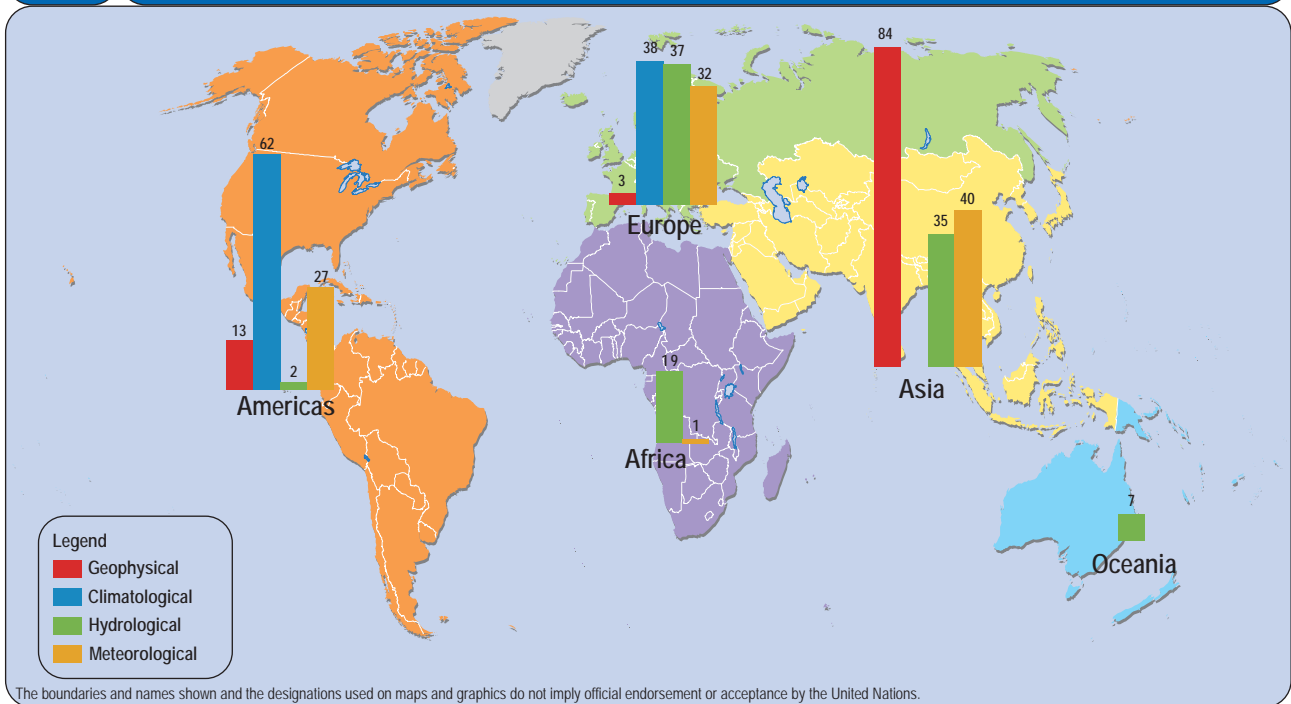 84
38
37
32
62
3
40
35
27
13
2
Europe
19
1
Americas
Asia
Africa
7
Oceania
Legend
Geophysical
Climatological
Hydrological
Meteorological
The boundaries and names shown and the designations used on maps and graphics do not imply official endorsement or acceptance by the United Nations.